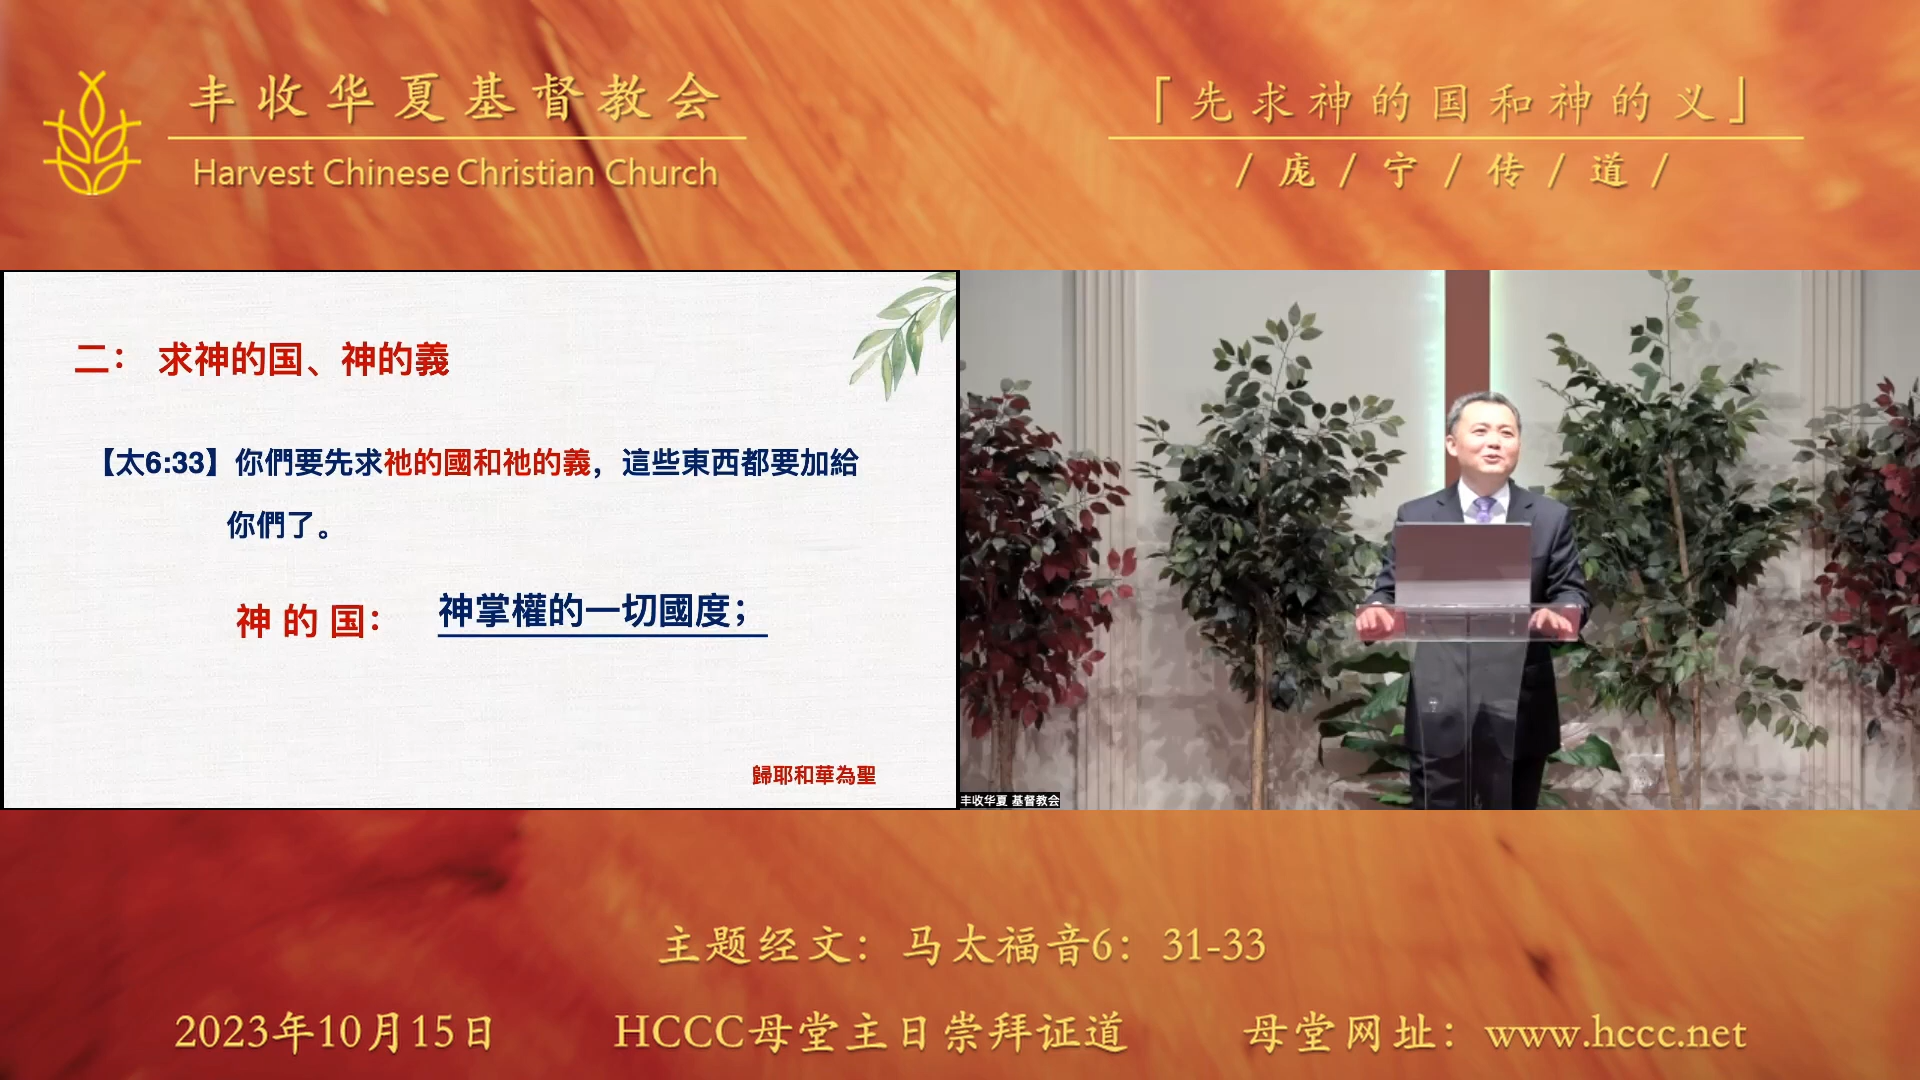 丰收华夏基督教会
Harvest Chinese Christian Church
「先求神的国和神的义」
/ 庞 / 宁 / 传 / 道 /
二： 求神的国、神的義
【太6:33】你們要先求祂的國和祂的義，這些東西都要加給
你們了。
神 的 国： 神掌權的一切國度；
歸耶和華為聖
丰收华夏 基督教会
主题经文：马太福音6：31-33
2023年10月15日 HCCC母堂主日崇拜证道 母堂网址：www.hccc.net